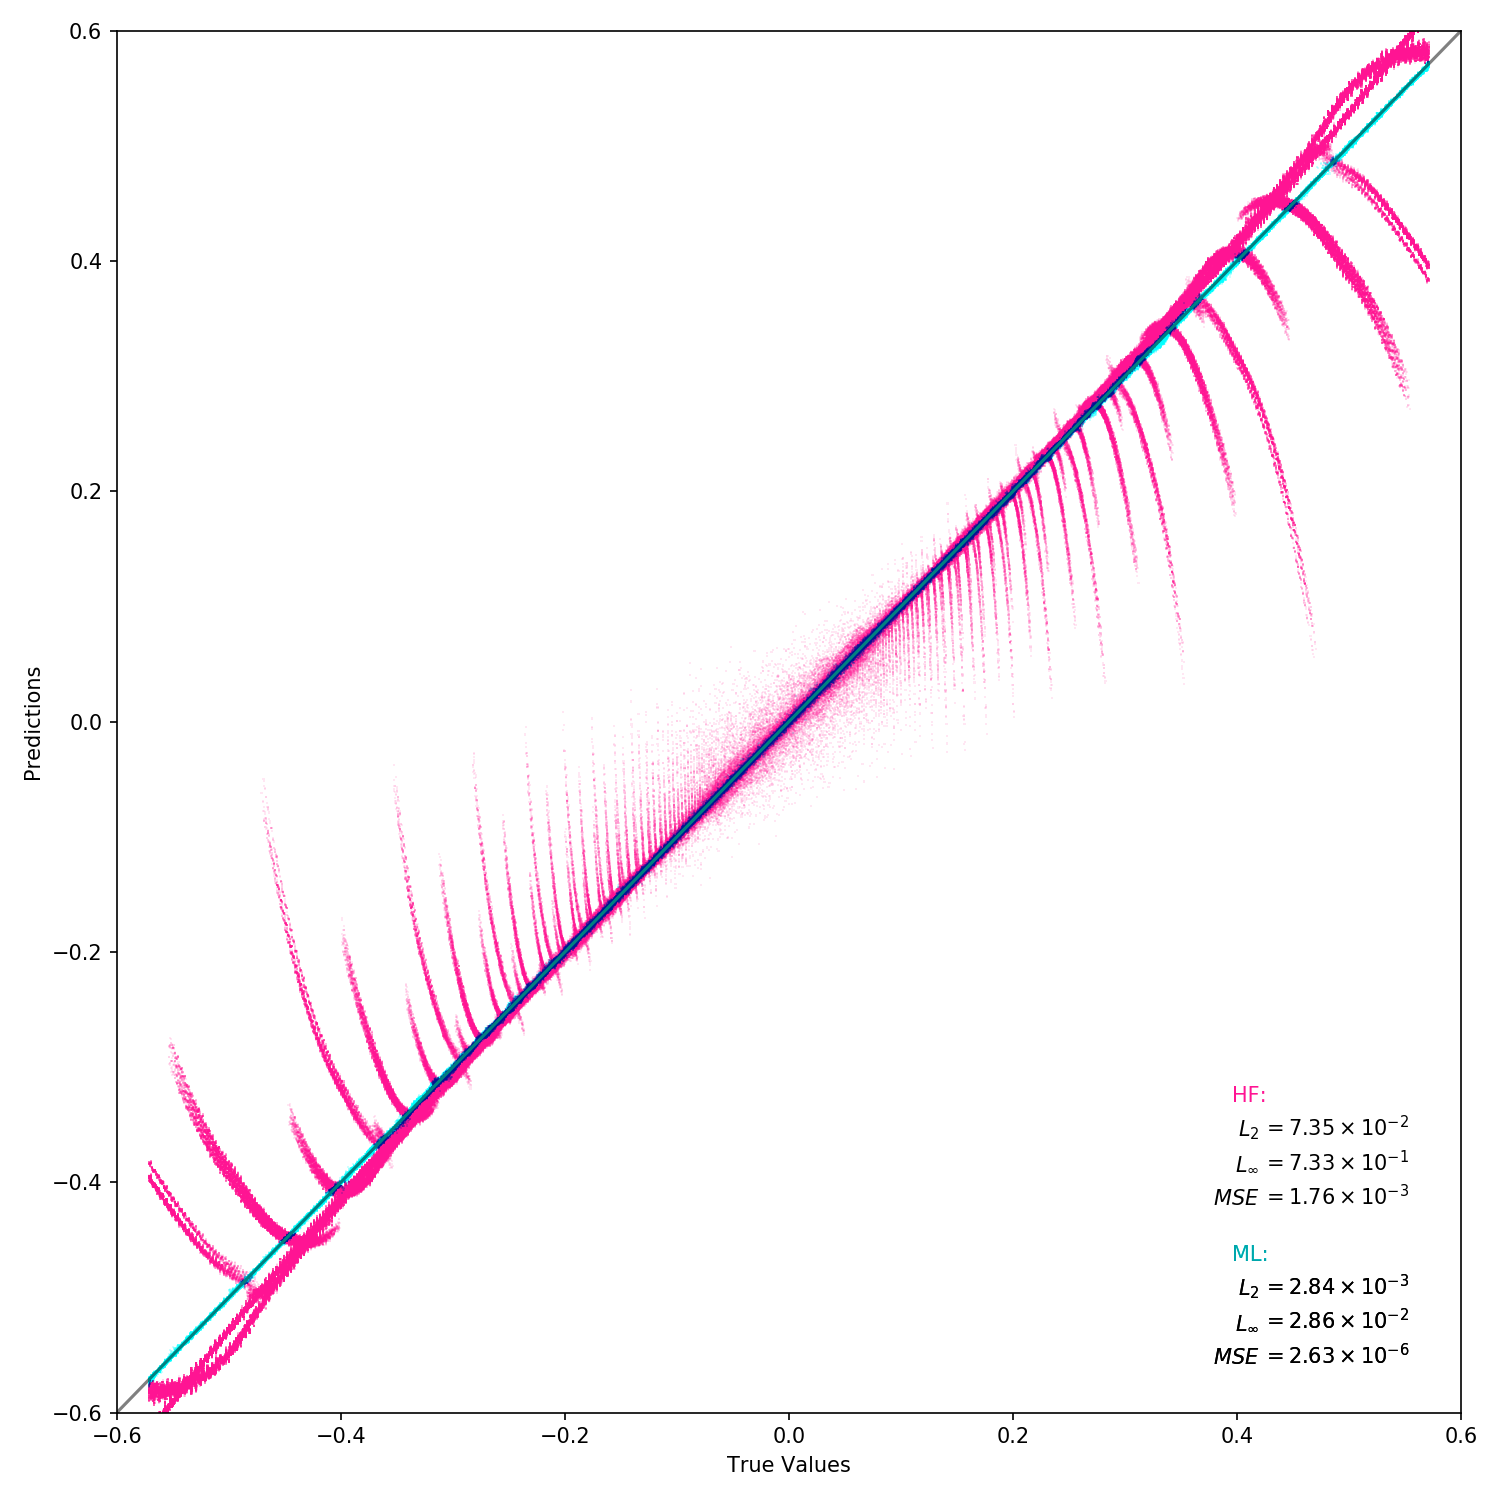 0.6
0.4
0.2
0.0
−0.2
−0.4
−0.6
Predictions
HF:
L₂ = 7.35 × 10⁻²
L∞ = 7.33 × 10⁻¹
MSE = 1.76 × 10⁻³
ML:
L₂ = 2.84 × 10⁻³
L∞ = 2.86 × 10⁻²
MSE = 2.63 × 10⁻⁶
−0.6 −0.4 −0.2 0.0 0.2 0.4 0.6
True Values